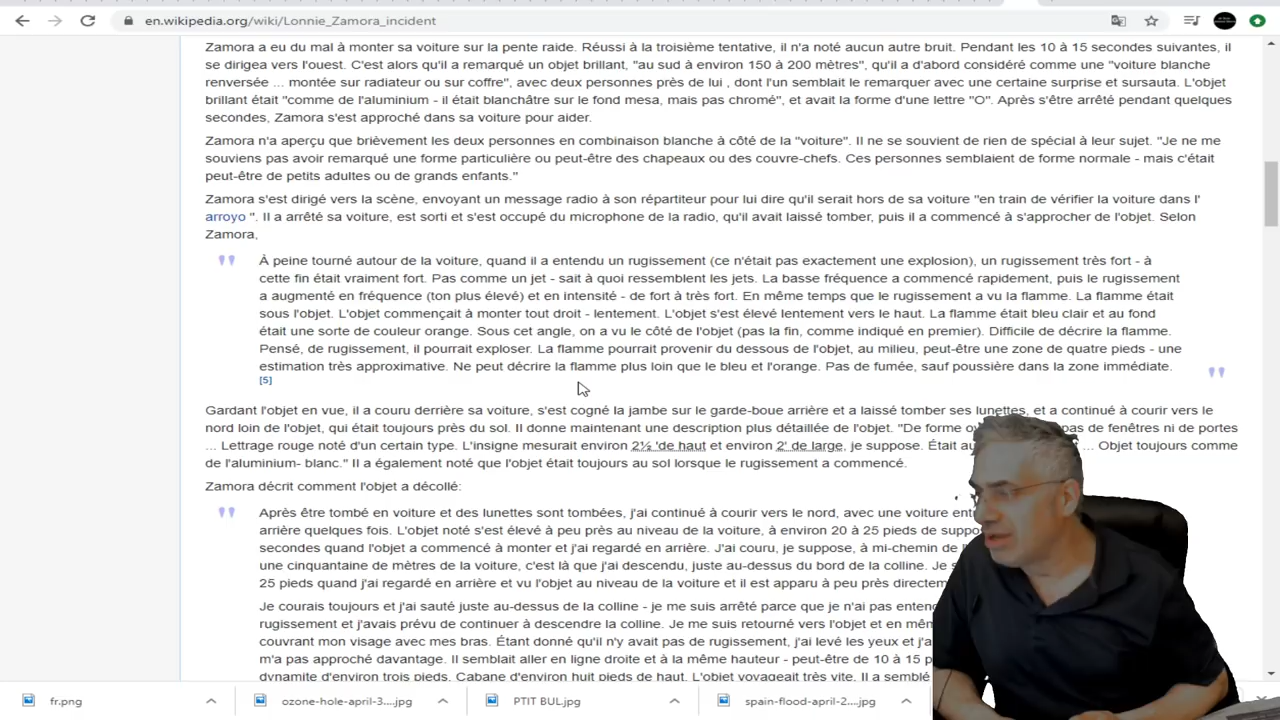 en.wikipedia.org/wiki/Lonnie_Zamora_incident
Zamora a eu du mal à monter sa voiture sur la pente raide. Réussi à la troisième tentative, il n'a noté aucun autre bruit. Pendant les 10 à 15 secondes suivantes, il
se dirigea vers l'ouest. C'est alors qu'il a remarqué un objet brillant, "au sud à environ 150 à 200 mètres", qu'il a d'abord considéré comme une "voiture blanche
renversée ... montée sur radiateur ou sur coffre", avec deux personnes près de lui , dont l'un semblait le remarquer avec une certaine surprise et sursauta. L'objet
brillant était "comme de l'aluminium - il était blanchâtre sur le fond mesa, mais pas chromé", et avait la forme d'une lettre "O". Après s'être arrêté pendant quelques
secondes, Zamora s'est approché dans sa voiture pour aider.
Zamora n'a aperçu que brièvement les deux personnes en combinaison blanche à côté de la "voiture". Il ne se souvient de rien de spécial à leur sujet. "Je ne me
souviens pas avoir remarqué une forme particulière ou peut-être des chapeaux ou des couvre-chefs. Ces personnes semblaient de forme normale - mais c'était
peut-être de petits adultes ou de grands enfants."
Zamora s'est dirigé vers la scène, envoyant un message radio à son répartiteur pour lui dire qu'il serait hors de sa voiture "en train de vérifier la voiture dans l'
arroyo ". Il a arrêté sa voiture, est sorti et s'est occupé du microphone de la radio, qu'il avait laissé tomber, puis il a commencé à s'approcher de l'objet. Selon
Zamora,
À peine tourné autour de la voiture, quand il a entendu un rugissement (ce n'était pas exactement une explosion), un rugissement très fort - à
cette fin était vraiment fort. Pas comme un jet - sait à quoi ressemblent les jets. La basse fréquence a commencé rapidement, puis le rugissement
a augmenté en fréquence (ton plus élevé) et en intensité - de fort à très fort. En même temps que le rugissement a vu la flamme. La flamme était
sous l'objet. L'objet commençait à monter tout droit - lentement. L'objet s'est élevé lentement vers le haut. La flamme était bleu clair et au fond
était une sorte de couleur orange. Sous cet angle, on a vu le côté de l'objet (pas la fin, comme indiqué en premier). Difficile de décrire la flamme.
Pensé, de rugissement, il pourrait exploser. La flamme pourrait provenir du dessous de l'objet, au milieu, peut-être une zone de quatre pieds - une
estimation très approximative. Ne peut décrire la flamme plus loin que le bleu et l'orange. Pas de fumée, sauf poussière dans la zone immédiate.
[5]
Gardant l'objet en vue, il a couru derrière sa voiture, s'est cogné la jambe sur le garde-boue arrière et a laissé tomber ses lunettes, et a continué à courir vers le
nord loin de l'objet, qui était toujours près du sol. Il donne maintenant une description plus détaillée de l'objet. "De forme pas de fenêtres ni de portes
... Lettrage rouge noté d'un certain type. L'insigne mesurait environ 2½ 'de haut et environ 2' de large, je suppose. Était ... Objet toujours comme
de l'aluminium- blanc." Il a également noté que l'objet était toujours au sol lorsque le rugissement a commencé.
Zamora décrit comment l'objet a décollé:
Après être tombé en voiture et des lunettes sont tombées, j'ai continué à courir vers le nord, avec une voiture
arrière quelques fois. L'objet noté s'est élevé à peu près au niveau de la voiture, à environ 20 à 25 pieds de
secondes quand l'objet a commencé à monter et j'ai regardé en arrière. J'ai couru, je suppose, à mi-chemin de
une cinquantaine de mètres de la voiture, c'est là que j'ai descendu, juste au-dessus du bord de la colline. Je
25 pieds quand j'ai regardé en arrière et vu l'objet au niveau de la voiture et il est apparu à peu près
Je courais toujours et j'ai sauté juste au-dessus de la colline - je me suis arrêté parce que je n'ai pas
rugissement et j'avais prévu de continuer à descendre la colline. Je me suis retourné vers l'objet et en
couvrant mon visage avec mes bras. Étant donné qu'il n'y avait pas de rugissement, j'ai levé les yeux et
m'a pas approché davantage. Il semblait aller en ligne droite et à la même hauteur - peut-être de 10 à 15
dynamite d'environ trois pieds. Cabane d'environ huit pieds de haut. L'objet voyageait très vite. Il a
fr.png
ozone-hole-april-3....jpg
PTIT BUL.jpg
spain-flood-april-2....jpg